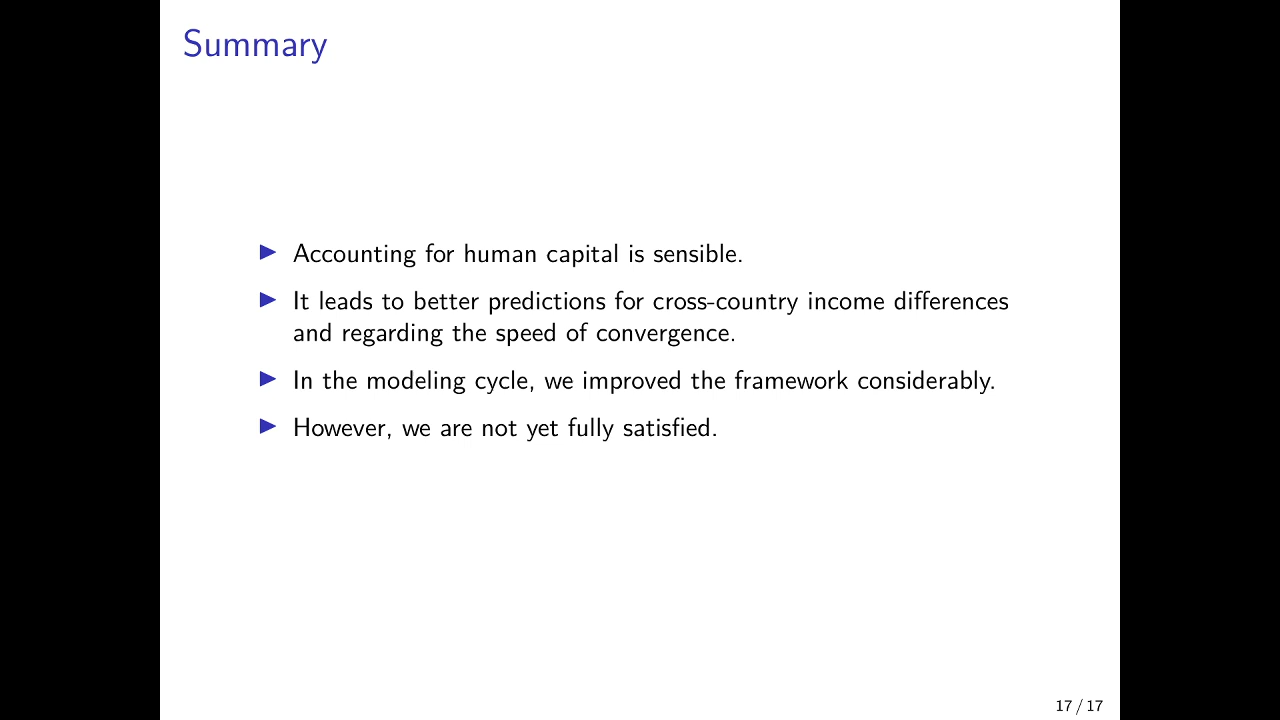 Summary
▶ Accounting for human capital is sensible.
▶ It leads to better predictions for cross-country income differences
and regarding the speed of convergence.
▶ In the modeling cycle, we improved the framework considerably.
▶ However, we are not yet fully satisfied.
17 / 17